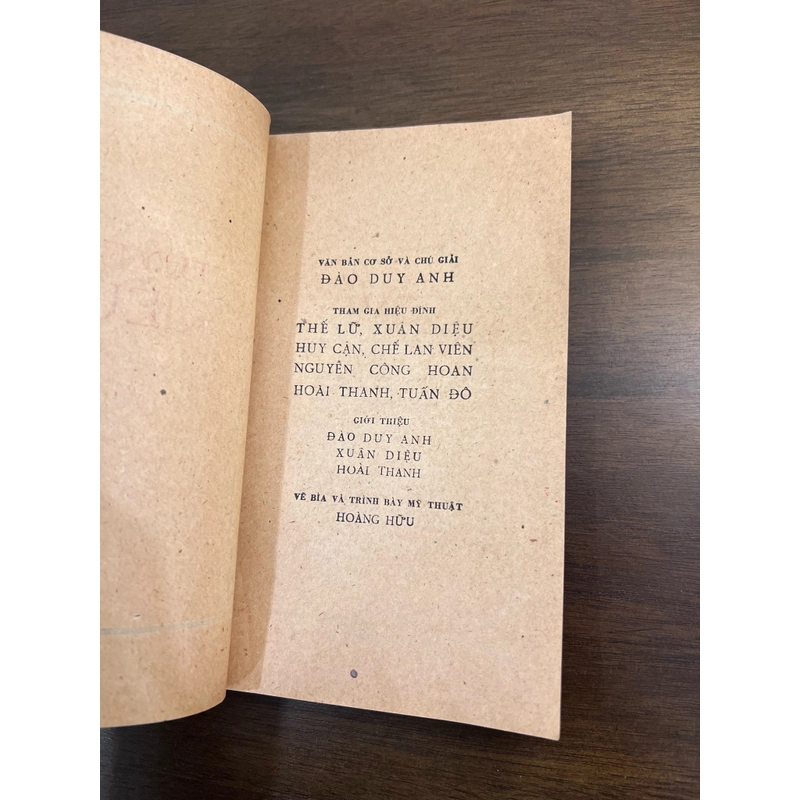 VĂN BẢN CƠ SỞ VÀ CHÚ GIẢI
ĐÀO DUY ANH
THAM GIA HIỆU ĐÍNH
THẾ LỮ, XUÂN DIỆU
HUY CẬN, CHẾ LAN VIÊN
NGUYỄN CÔNG HOAN
HOÀI THANH, TUẤN ĐÔ
GIỚI THIỆU
ĐÀO DUY ANH
XUÂN DIỆU
HOÀI THANH
VẼ BÌA VÀ TRÌNH BÀY MỸ THUẬT
HOÀNG HỮU